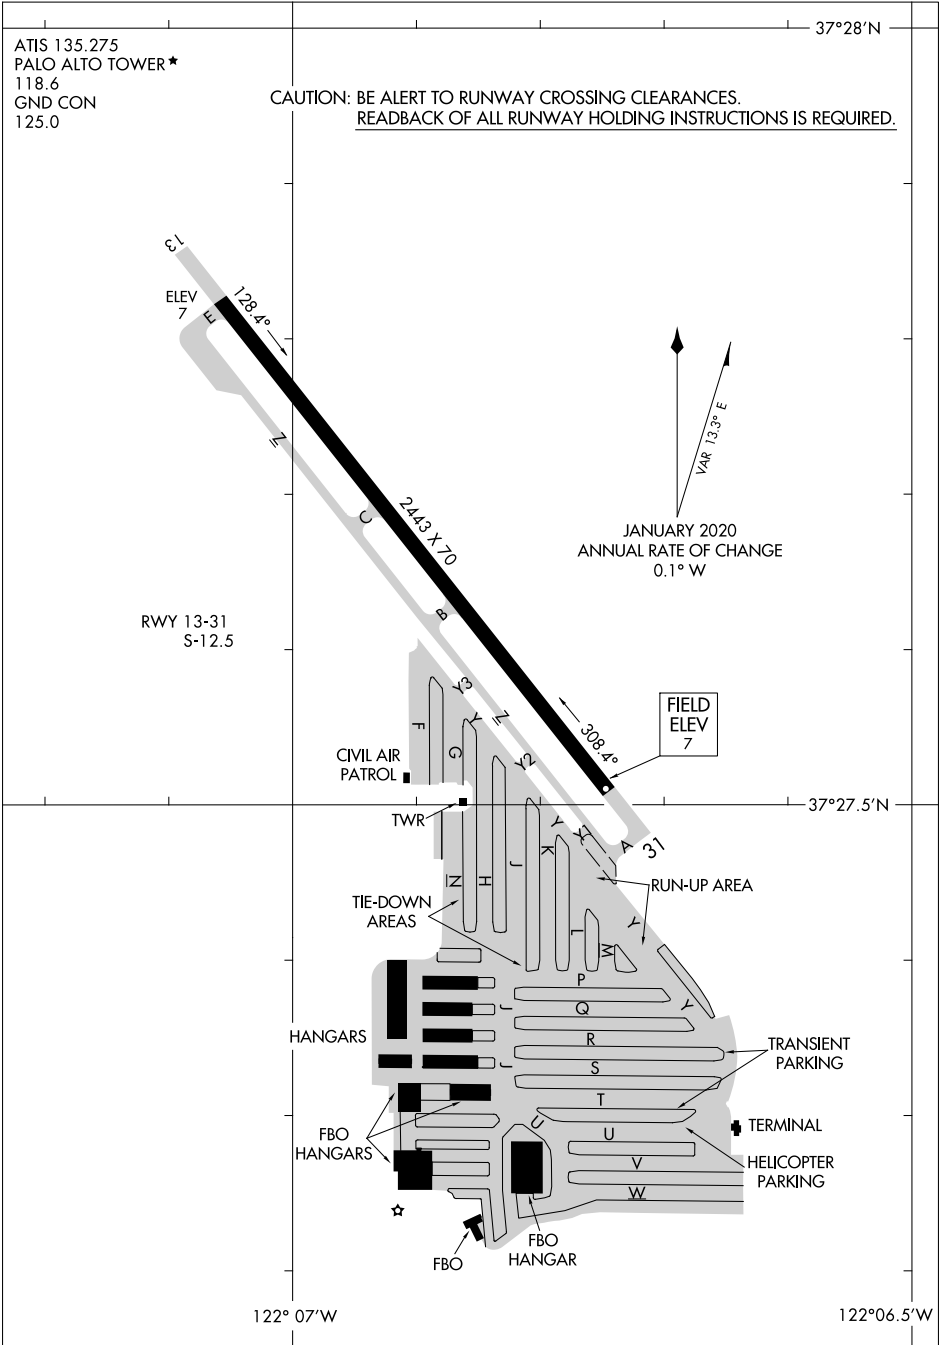 37°28'N
ATIS 135.275
PALO ALTO TOWER★
118.6
GND CON
125.0
CAUTION: BE ALERT TO RUNWAY CROSSING CLEARANCES.
READBACK OF ALL RUNWAY HOLDING INSTRUCTIONS IS REQUIRED.
13
ELEV
7
E
128.4°
VAR 13.3° E
Z
C
2443 X 70
JANUARY 2020
ANNUAL RATE OF CHANGE
0.1° W
B
RWY 13-31
S-12.5
Y3
Z
Y
F
G
308.4°
FIELD
ELEV
7
Y2
CIVIL AIR
PATROL
TWR
37°27.5'N
Y
Y1
A
31
K
J
H
N
RUN-UP AREA
TIE-DOWN
AREAS
L
M
Y
P
Y
J
Q
HANGARS
R
TRANSIENT
PARKING
J
S
T
TERMINAL
FBO
HANGARS
U
U
V
HELICOPTER
PARKING
W
FBO
FBO
HANGAR
122° 07'W
122°06.5'W